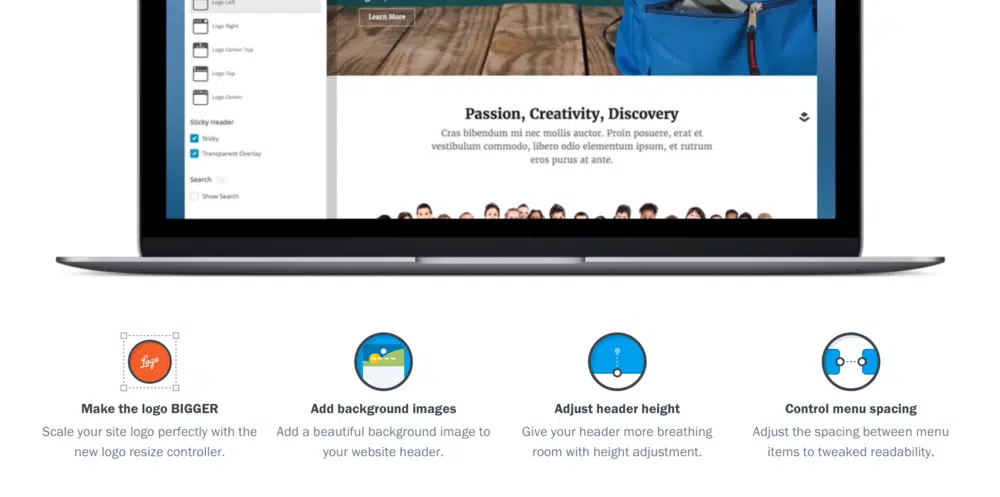 Logo Left
Learn More
Logo Right
Logo Center Top
Logo Top
Logo Center
Sticky Header
Sticky
Transparent Overlay
Search
Show Search
Passion, Creativity, Discovery
Cras bibendum mi nec mollis auctor. Proin posuere, erat et
vestibulum commodo, libero odio elementum ipsum, et rutrum
eros purus at ante.
Logo
Make the logo BIGGER
Scale your site logo perfectly with the
new logo resize controller.
Add background images
Add a beautiful background image to
your website header.
Adjust header height
Give your header more breathing
room with height adjustment.
Control menu spacing
Adjust the spacing between menu
items to tweaked readability.